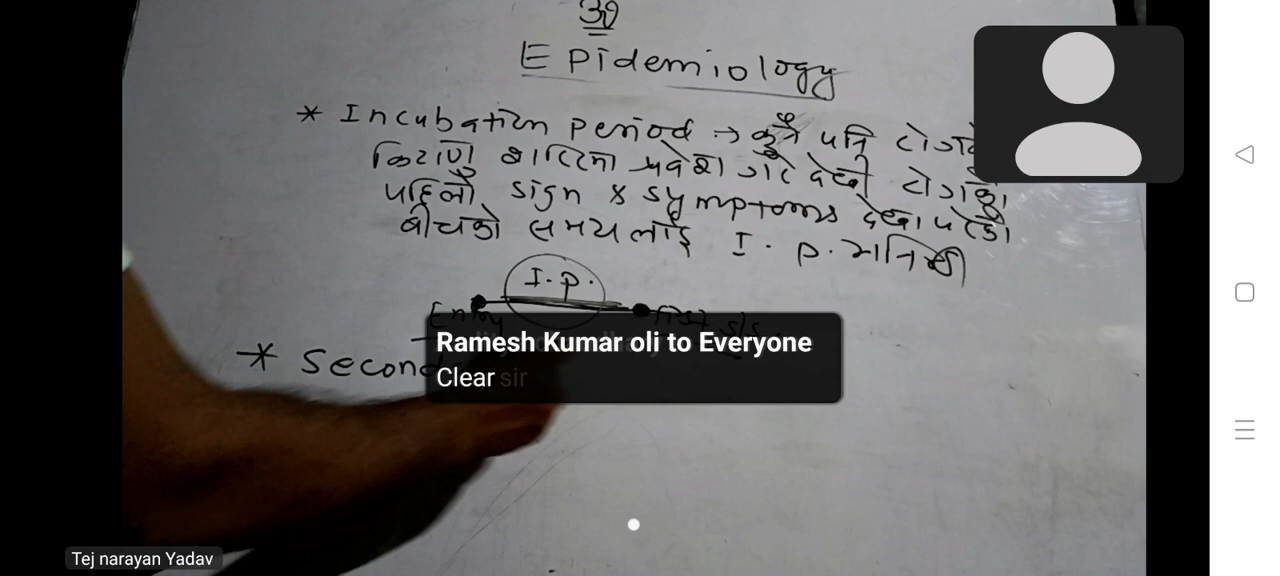 ॐ
Epidemiology
* Incubation period → कुनै पनि रोगको
किटाणु शरिरमा प्रवेश गरे देखी रोगको
पहिलो sign & symptoms देखा परेको
बीचको समय लाई I.P. भनिन्छ
I.P.
Entry
* Second
Ramesh Kumar oli to Everyone
Clear sir
Tej narayan Yadav